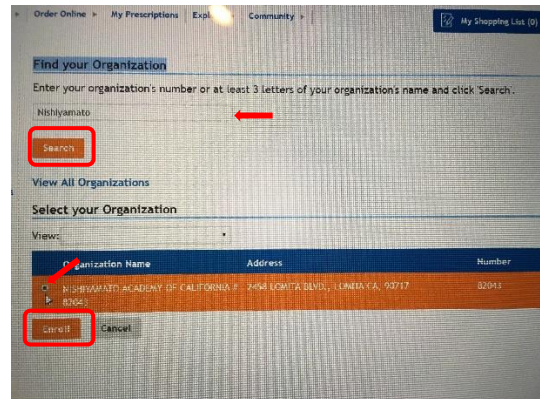 Order Online My Prescriptions Community My Shopping List (0)
Find your Organization
Enter your organization's number or at least 3 letters of your organization's name and click 'Search'.
Nishiyamato
Search
View All Organizations
Select your Organization
View:
Organization Name Address Number
NISHIYAMATO ACADEMY OF CALIFORNIA # 2458 LOMITA BLVD., LOMITA CA, 90717 82043
82043
Enroll Cancel